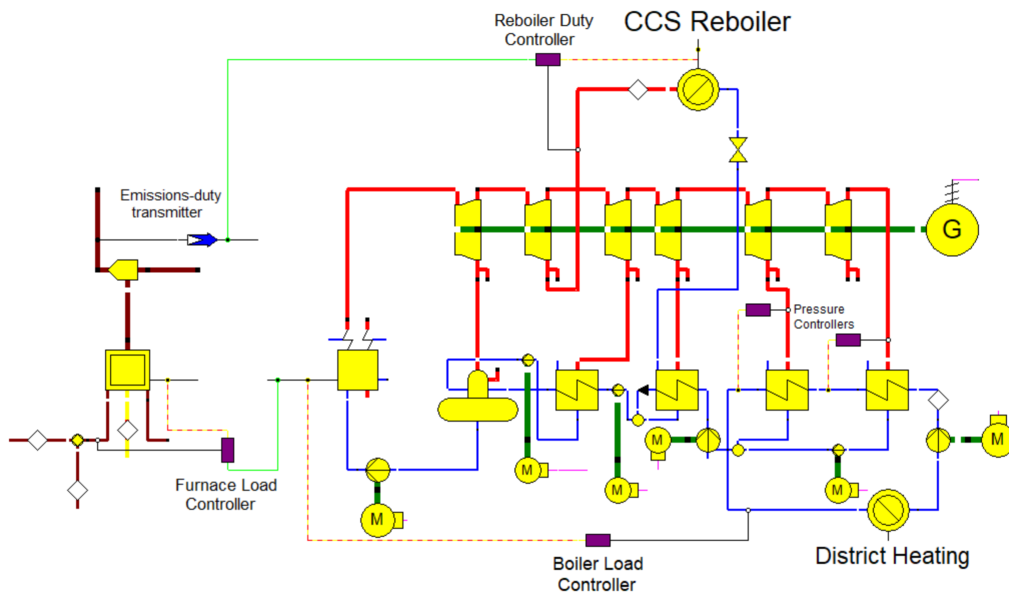 CCS Reboiler
Reboiler Duty
Controller
Emissions-duty
transmitter
G
Pressure
Controllers
M
M
M
M
M
M
Furnace Load
Controller
District Heating
Boiler Load
Controller